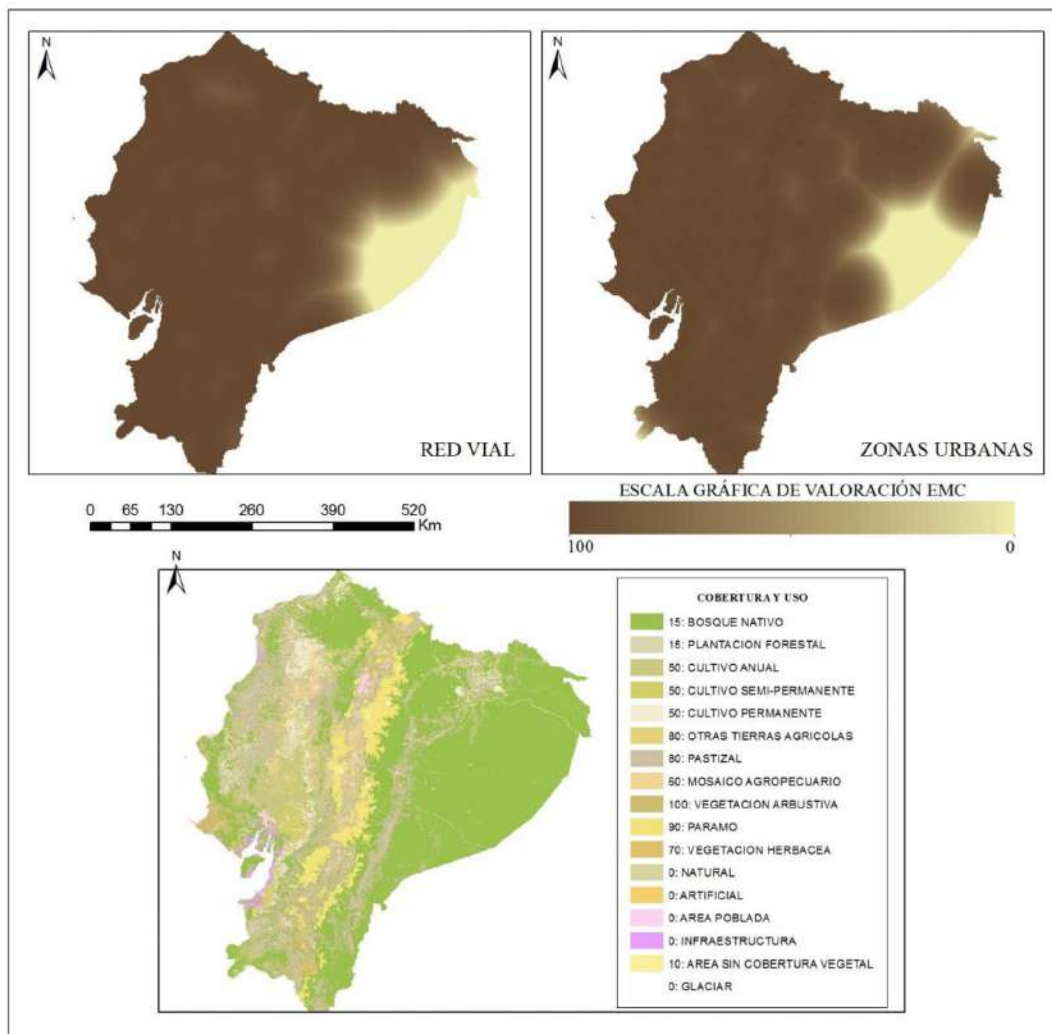 N
RED VIAL
N
ZONAS URBANAS
0 65 130 260 390 520
Km
ESCALA GRÁFICA DE VALORACIÓN EMC
100 0
N
COBERTURA Y USO
15: BOSQUE NATIVO
15: PLANTACION FORESTAL
50: CULTIVO ANUAL
50: CULTIVO SEMI-PERMANENTE
50: CULTIVO PERMANENTE
80: OTRAS TIERRAS AGRICOLAS
80: PASTIZAL
60: MOSAICO AGROPECUARIO
100: VEGETACION ARBUSTIVA
90: PARAMO
70: VEGETACION HERBACEA
0: NATURAL
0: ARTIFICIAL
0: AREA POBLADA
0: INFRAESTRUCTURA
10: AREA SIN COBERTURA VEGETAL
0: GLACIAR